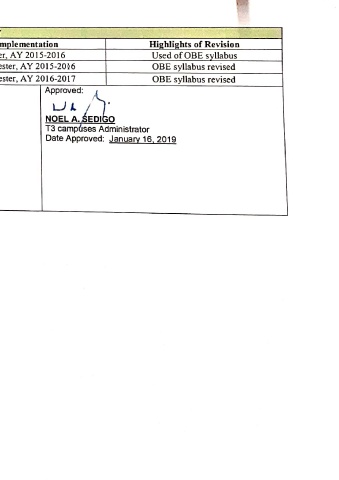 mplementation Highlights of Revision
er, AY 2015-2016 Used of OBE syllabus
ester, AY 2015-2016 OBE syllabus revised
ester, AY 2016-2017 OBE syllabus revised
Approved:
NOEL A. SEDIGO
T3 campuses Administrator
Date Approved: January 16, 2019